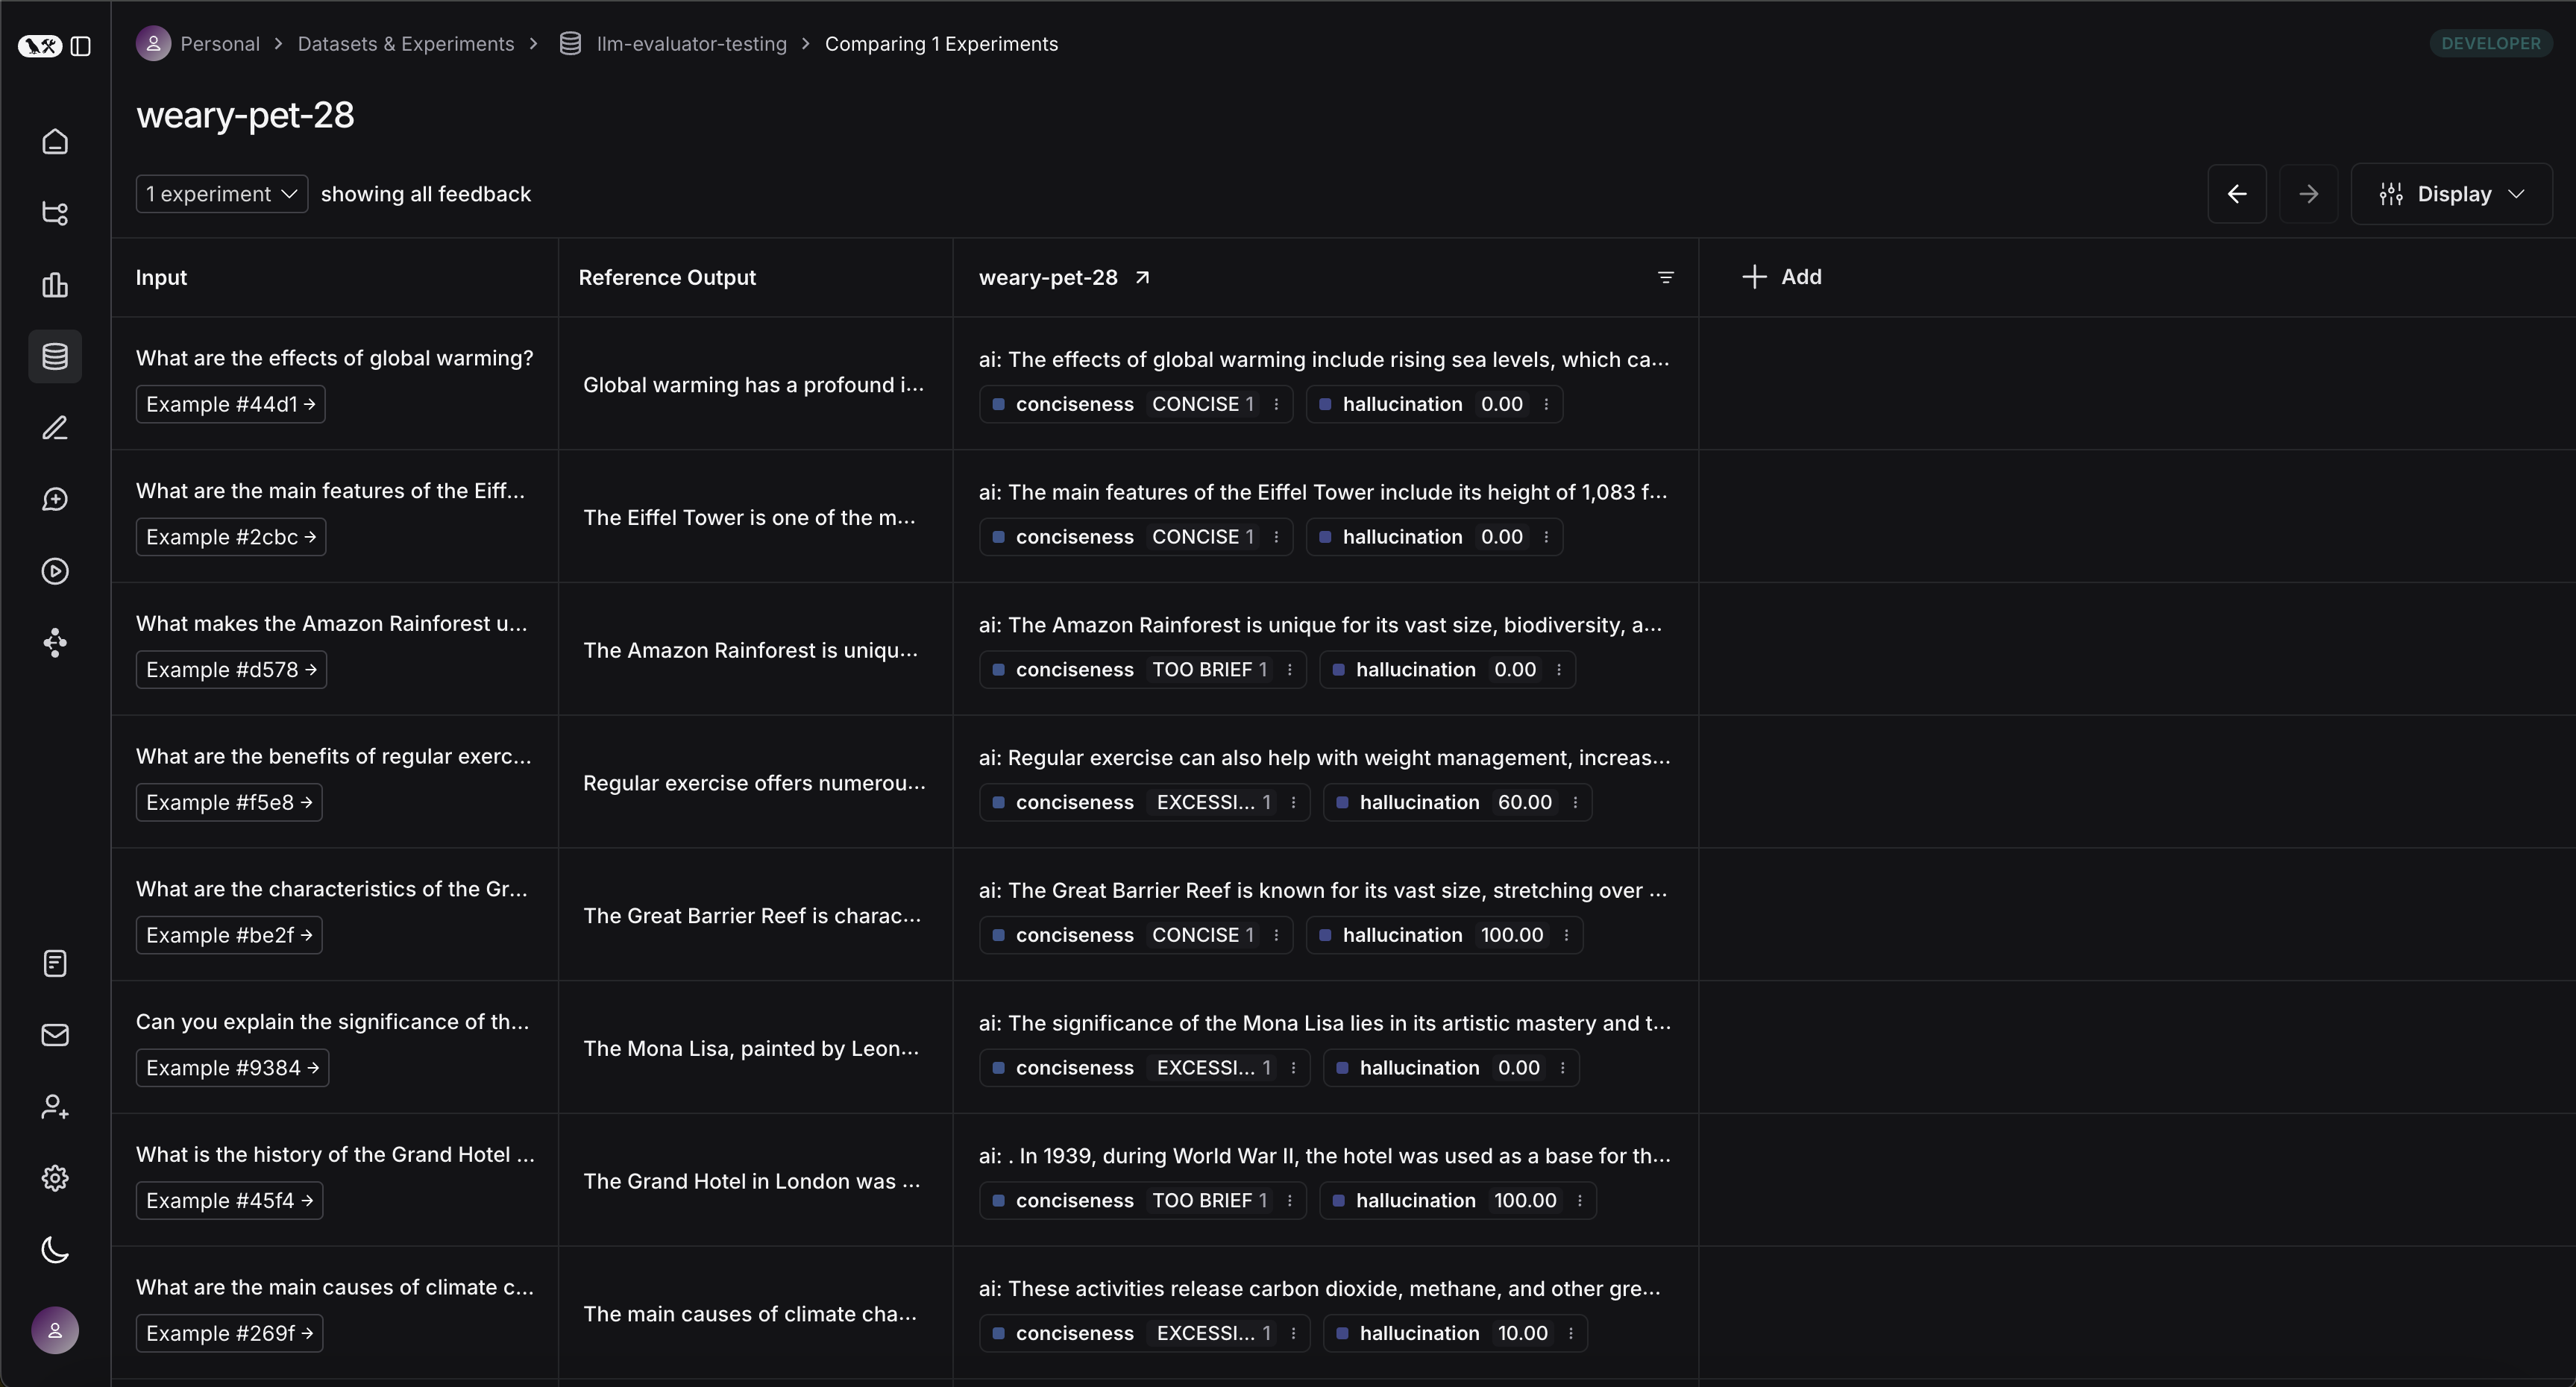 Personal > Datasets & Experiments > llm-evaluator-testing > Comparing 1 Experiments
DEVELOPER
weary-pet-28
1 experiment showing all feedback
Display
Input Reference Output weary-pet-28 Add
What are the effects of global warming?
Example #44d1
Global warming has a profound i...
ai: The effects of global warming include rising sea levels, which ca...
conciseness CONCISE 1 hallucination 0.00
What are the main features of the Eiff...
Example #2cbc
The Eiffel Tower is one of the m...
ai: The main features of the Eiffel Tower include its height of 1,083 f...
conciseness CONCISE 1 hallucination 0.00
What makes the Amazon Rainforest u...
Example #d578
The Amazon Rainforest is uniqu...
ai: The Amazon Rainforest is unique for its vast size, biodiversity, a...
conciseness TOO BRIEF 1 hallucination 0.00
What are the benefits of regular exerc...
Example #f5e8
Regular exercise offers numerou...
ai: Regular exercise can also help with weight management, increas...
conciseness EXCESSI... 1 hallucination 60.00
What are the characteristics of the Gr...
Example #be2f
The Great Barrier Reef is charac...
ai: The Great Barrier Reef is known for its vast size, stretching over ...
conciseness CONCISE 1 hallucination 100.00
Can you explain the significance of th...
Example #9384
The Mona Lisa, painted by Leon...
ai: The significance of the Mona Lisa lies in its artistic mastery and t...
conciseness EXCESSI... 1 hallucination 0.00
What is the history of the Grand Hotel ...
Example #45f4
The Grand Hotel in London was ...
ai: . In 1939, during World War II, the hotel was used as a base for th...
conciseness TOO BRIEF 1 hallucination 100.00
What are the main causes of climate c...
Example #269f
The main causes of climate cha...
ai: These activities release carbon dioxide, methane, and other gre...
conciseness EXCESSI... 1 hallucination 10.00